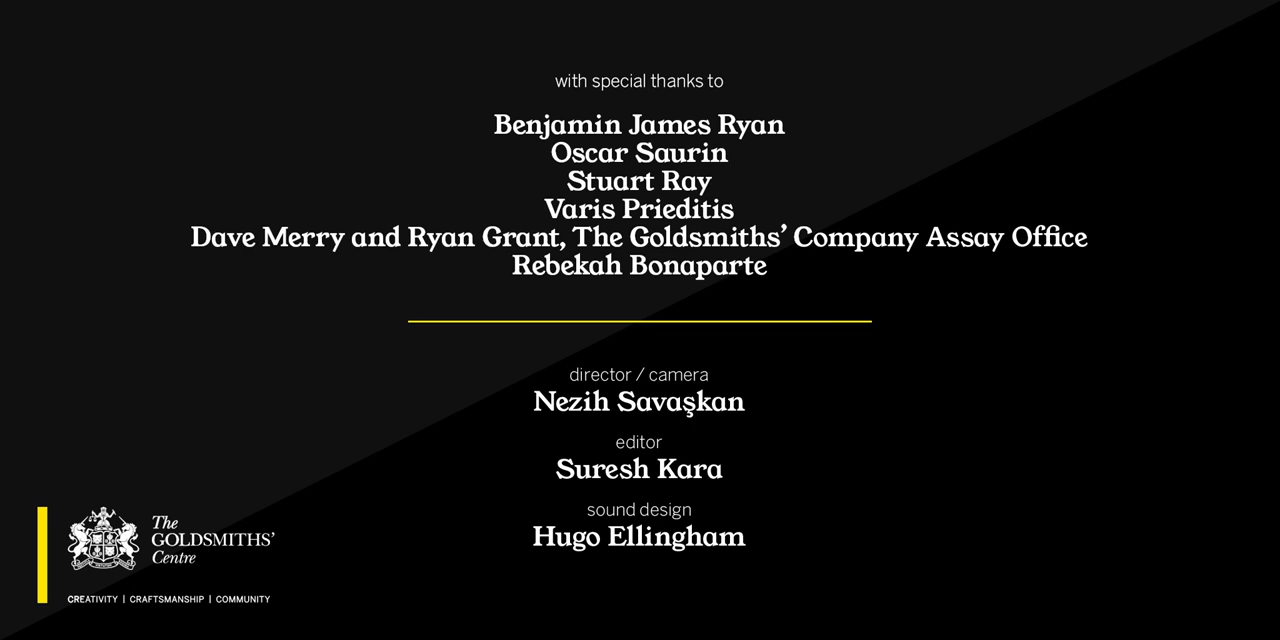 with special thanks to
Benjamin James Ryan
Oscar Saurin
Stuart Ray
Varis Prieditis
Dave Merry and Ryan Grant, The Goldsmiths’ Company Assay Office
Rebekah Bonaparte
director / camera
Nezih Savaşkan
editor
Suresh Kara
sound design
Hugo Ellingham
The
GOLDSMITHS’
Centre
CREATIVITY | CRAFTSMANSHIP | COMMUNITY